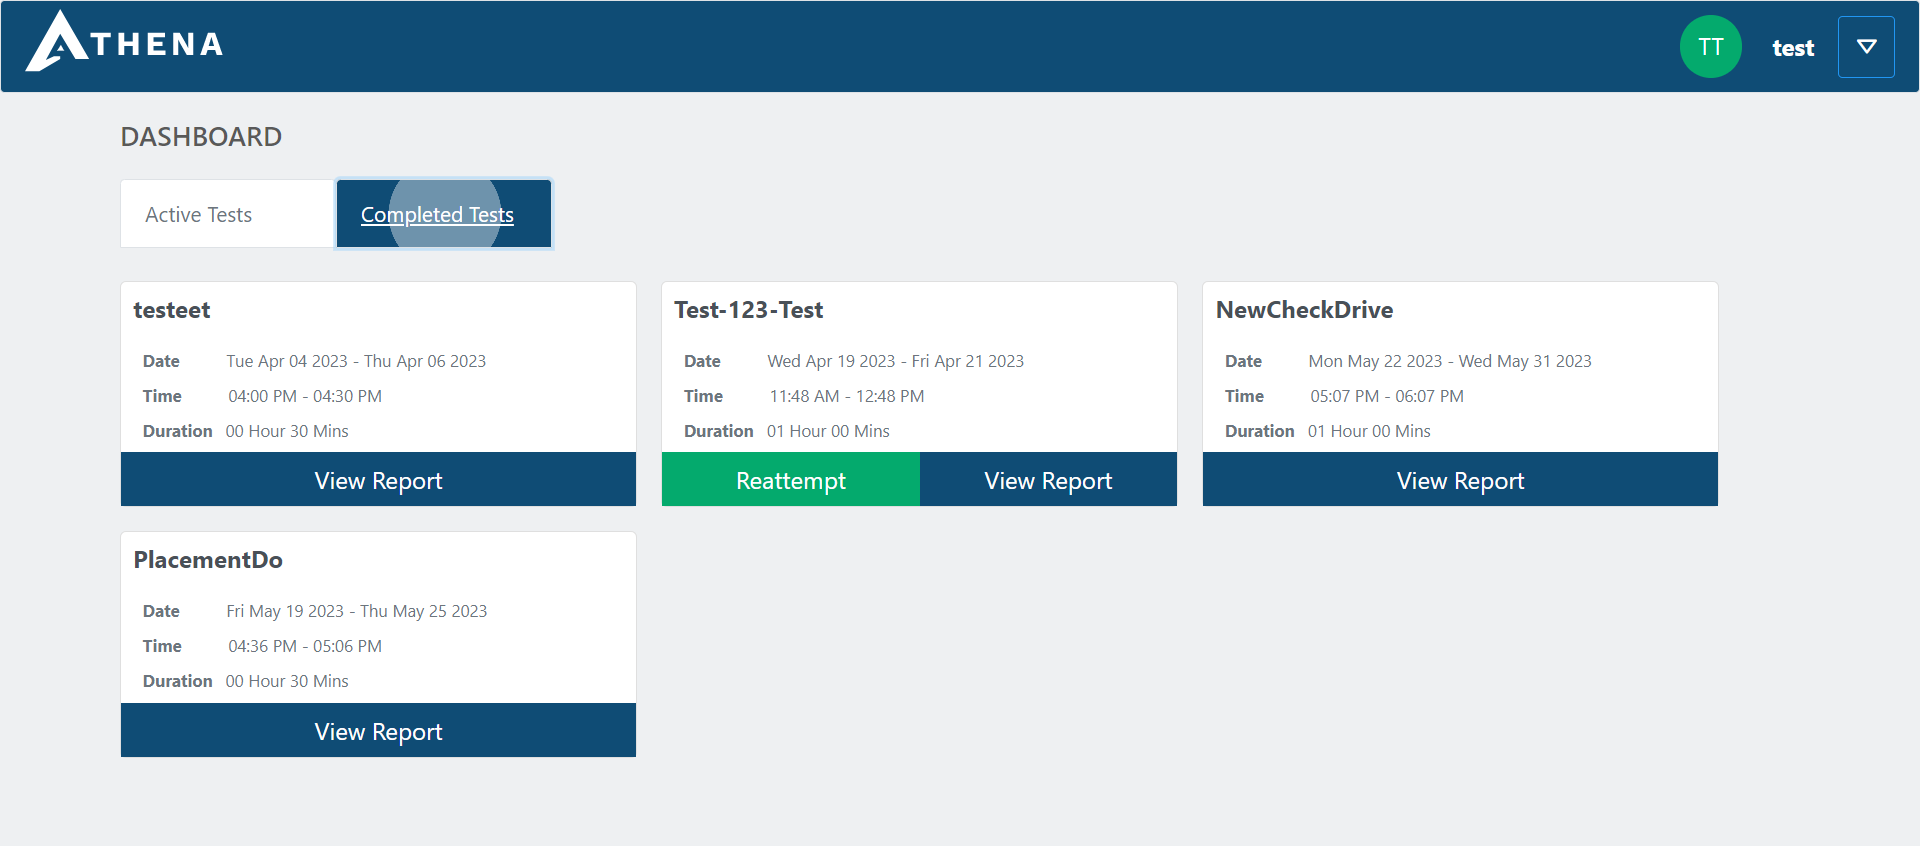 ATHENA
TT
test
DASHBOARD
Active Tests
Completed Tests
testeet
Date Tue Apr 04 2023 - Thu Apr 06 2023
Time 04:00 PM - 04:30 PM
Duration 00 Hour 30 Mins
View Report
Test-123-Test
Date Wed Apr 19 2023 - Fri Apr 21 2023
Time 11:48 AM - 12:48 PM
Duration 01 Hour 00 Mins
Reattempt
View Report
NewCheckDrive
Date Mon May 22 2023 - Wed May 31 2023
Time 05:07 PM - 06:07 PM
Duration 01 Hour 00 Mins
View Report
PlacementDo
Date Fri May 19 2023 - Thu May 25 2023
Time 04:36 PM - 05:06 PM
Duration 00 Hour 30 Mins
View Report